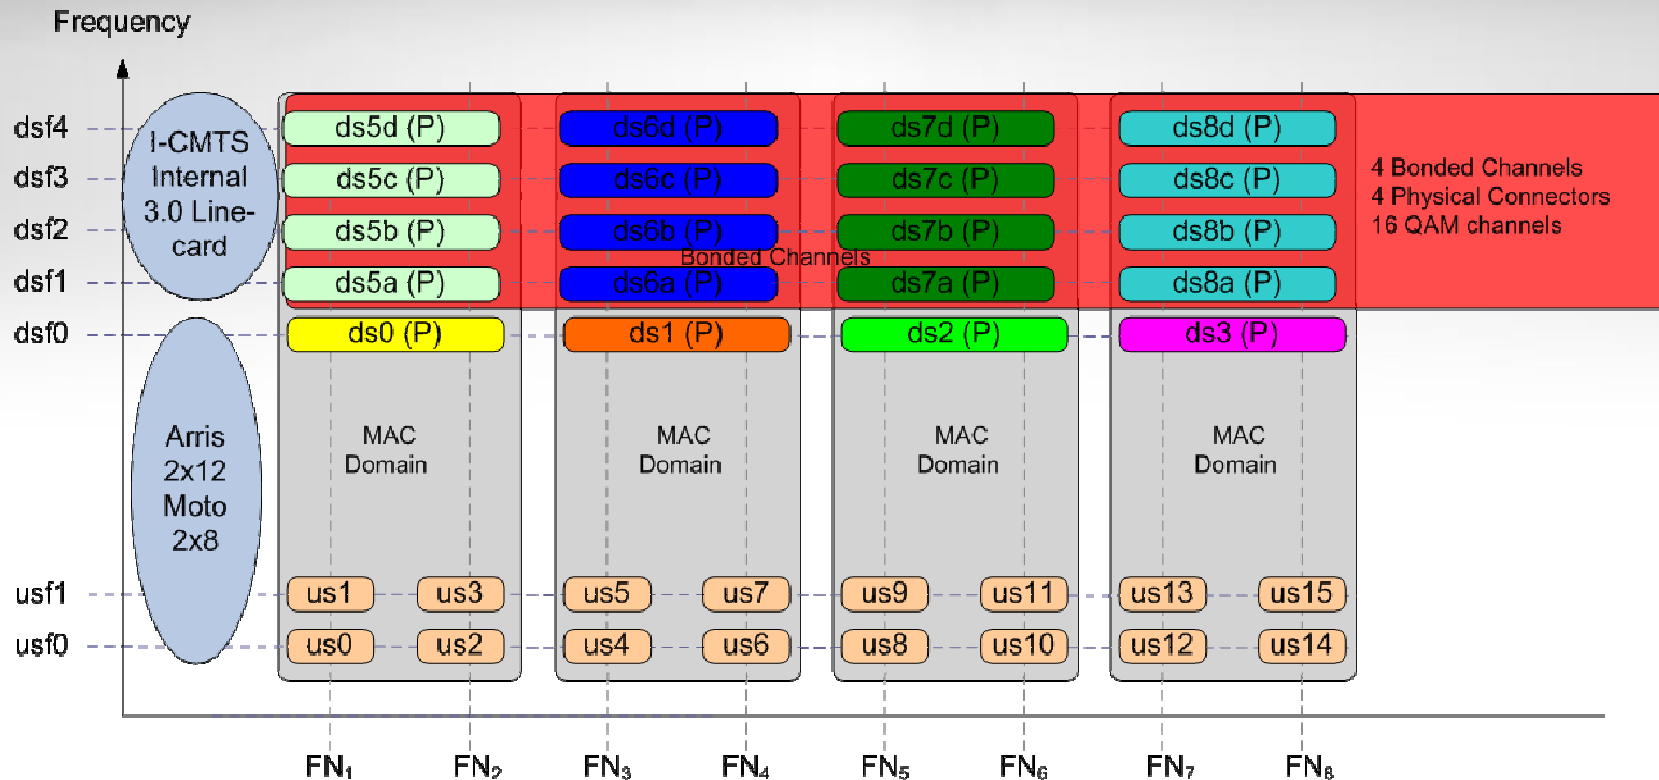 Frequency
dsf4
dsf3
dsf2
dsf1
dsf0
usf1
usf0
I-CMTS
Internal
3.0 Line-
card
Arris
2x12
Moto
2x8
ds5d (P)
ds6d (P)
ds7d (P)
ds8d (P)
ds5c (P)
ds6c (P)
ds7c (P)
ds8c (P)
ds5b (P)
ds6b (P)
ds7b (P)
ds8b (P)
Bonded Channels
ds5a (P)
ds6a (P)
ds7a (P)
ds8a (P)
4 Bonded Channels
4 Physical Connectors
16 QAM channels
ds0 (P)
ds1 (P)
ds2 (P)
ds3 (P)
MAC
Domain
MAC
Domain
MAC
Domain
MAC
Domain
us1
us3
us5
us7
us9
us11
us13
us15
us0
us2
us4
us6
us8
us10
us12
us14
FN1
FN2
FN3
FN4
FN5
FN6
FN7
FN8